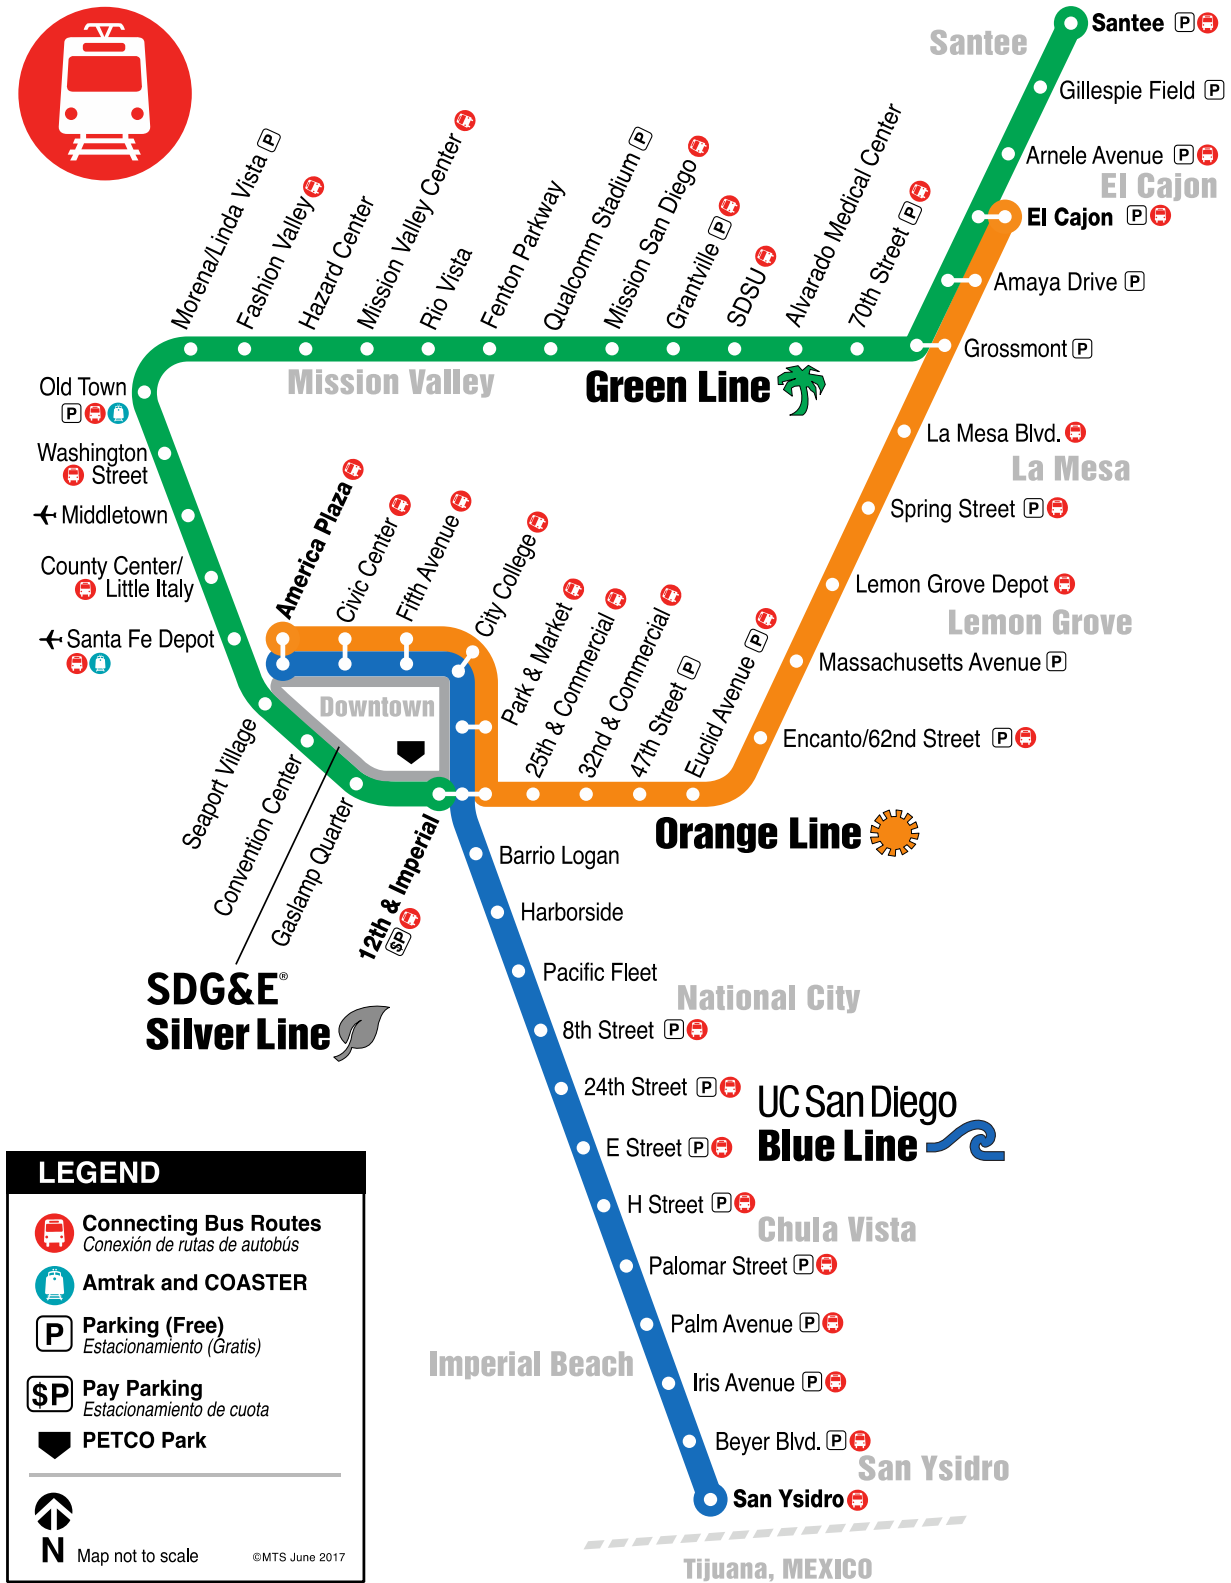 Santee
Santee P
Gillespie Field P
Arnele Avenue P
El Cajon
El Cajon P
Amaya Drive P
Grossmont P
Morena/Linda Vista P
Fashion Valley
Hazard Center
Mission Valley Center
Rio Vista
Fenton Parkway
Qualcomm Stadium P
Mission San Diego
Grantville P
SDSU
Alvarado Medical Center
70th Street P
Mission Valley
Green Line
Old Town
P
Washington
Street
Middletown
County Center/
Little Italy
Santa Fe Depot
America Plaza
Civic Center
Fifth Avenue
City College
Park & Market
25th & Commercial
32nd & Commercial
47th Street P
Euclid Avenue P
La Mesa Blvd.
La Mesa
Spring Street P
Lemon Grove Depot
Lemon Grove
Massachusetts Avenue P
Encanto/62nd Street P
Downtown
Seaport Village
Convention Center
Gaslamp Quarter
12th & Imperial
$P
Orange Line
SDG&E®
Silver Line
Barrio Logan
Harborside
Pacific Fleet
National City
8th Street P
24th Street P
E Street P
UC San Diego
Blue Line
H Street P
Chula Vista
Palomar Street P
Palm Avenue P
Imperial Beach
Iris Avenue P
Beyer Blvd. P
San Ysidro
San Ysidro
Tijuana, MEXICO
LEGEND
Connecting Bus Routes
Conexión de rutas de autobús
Amtrak and COASTER
P Parking (Free)
Estacionamiento (Gratis)
$P Pay Parking
Estacionamiento de cuota
PETCO Park
N Map not to scale
©MTS June 2017